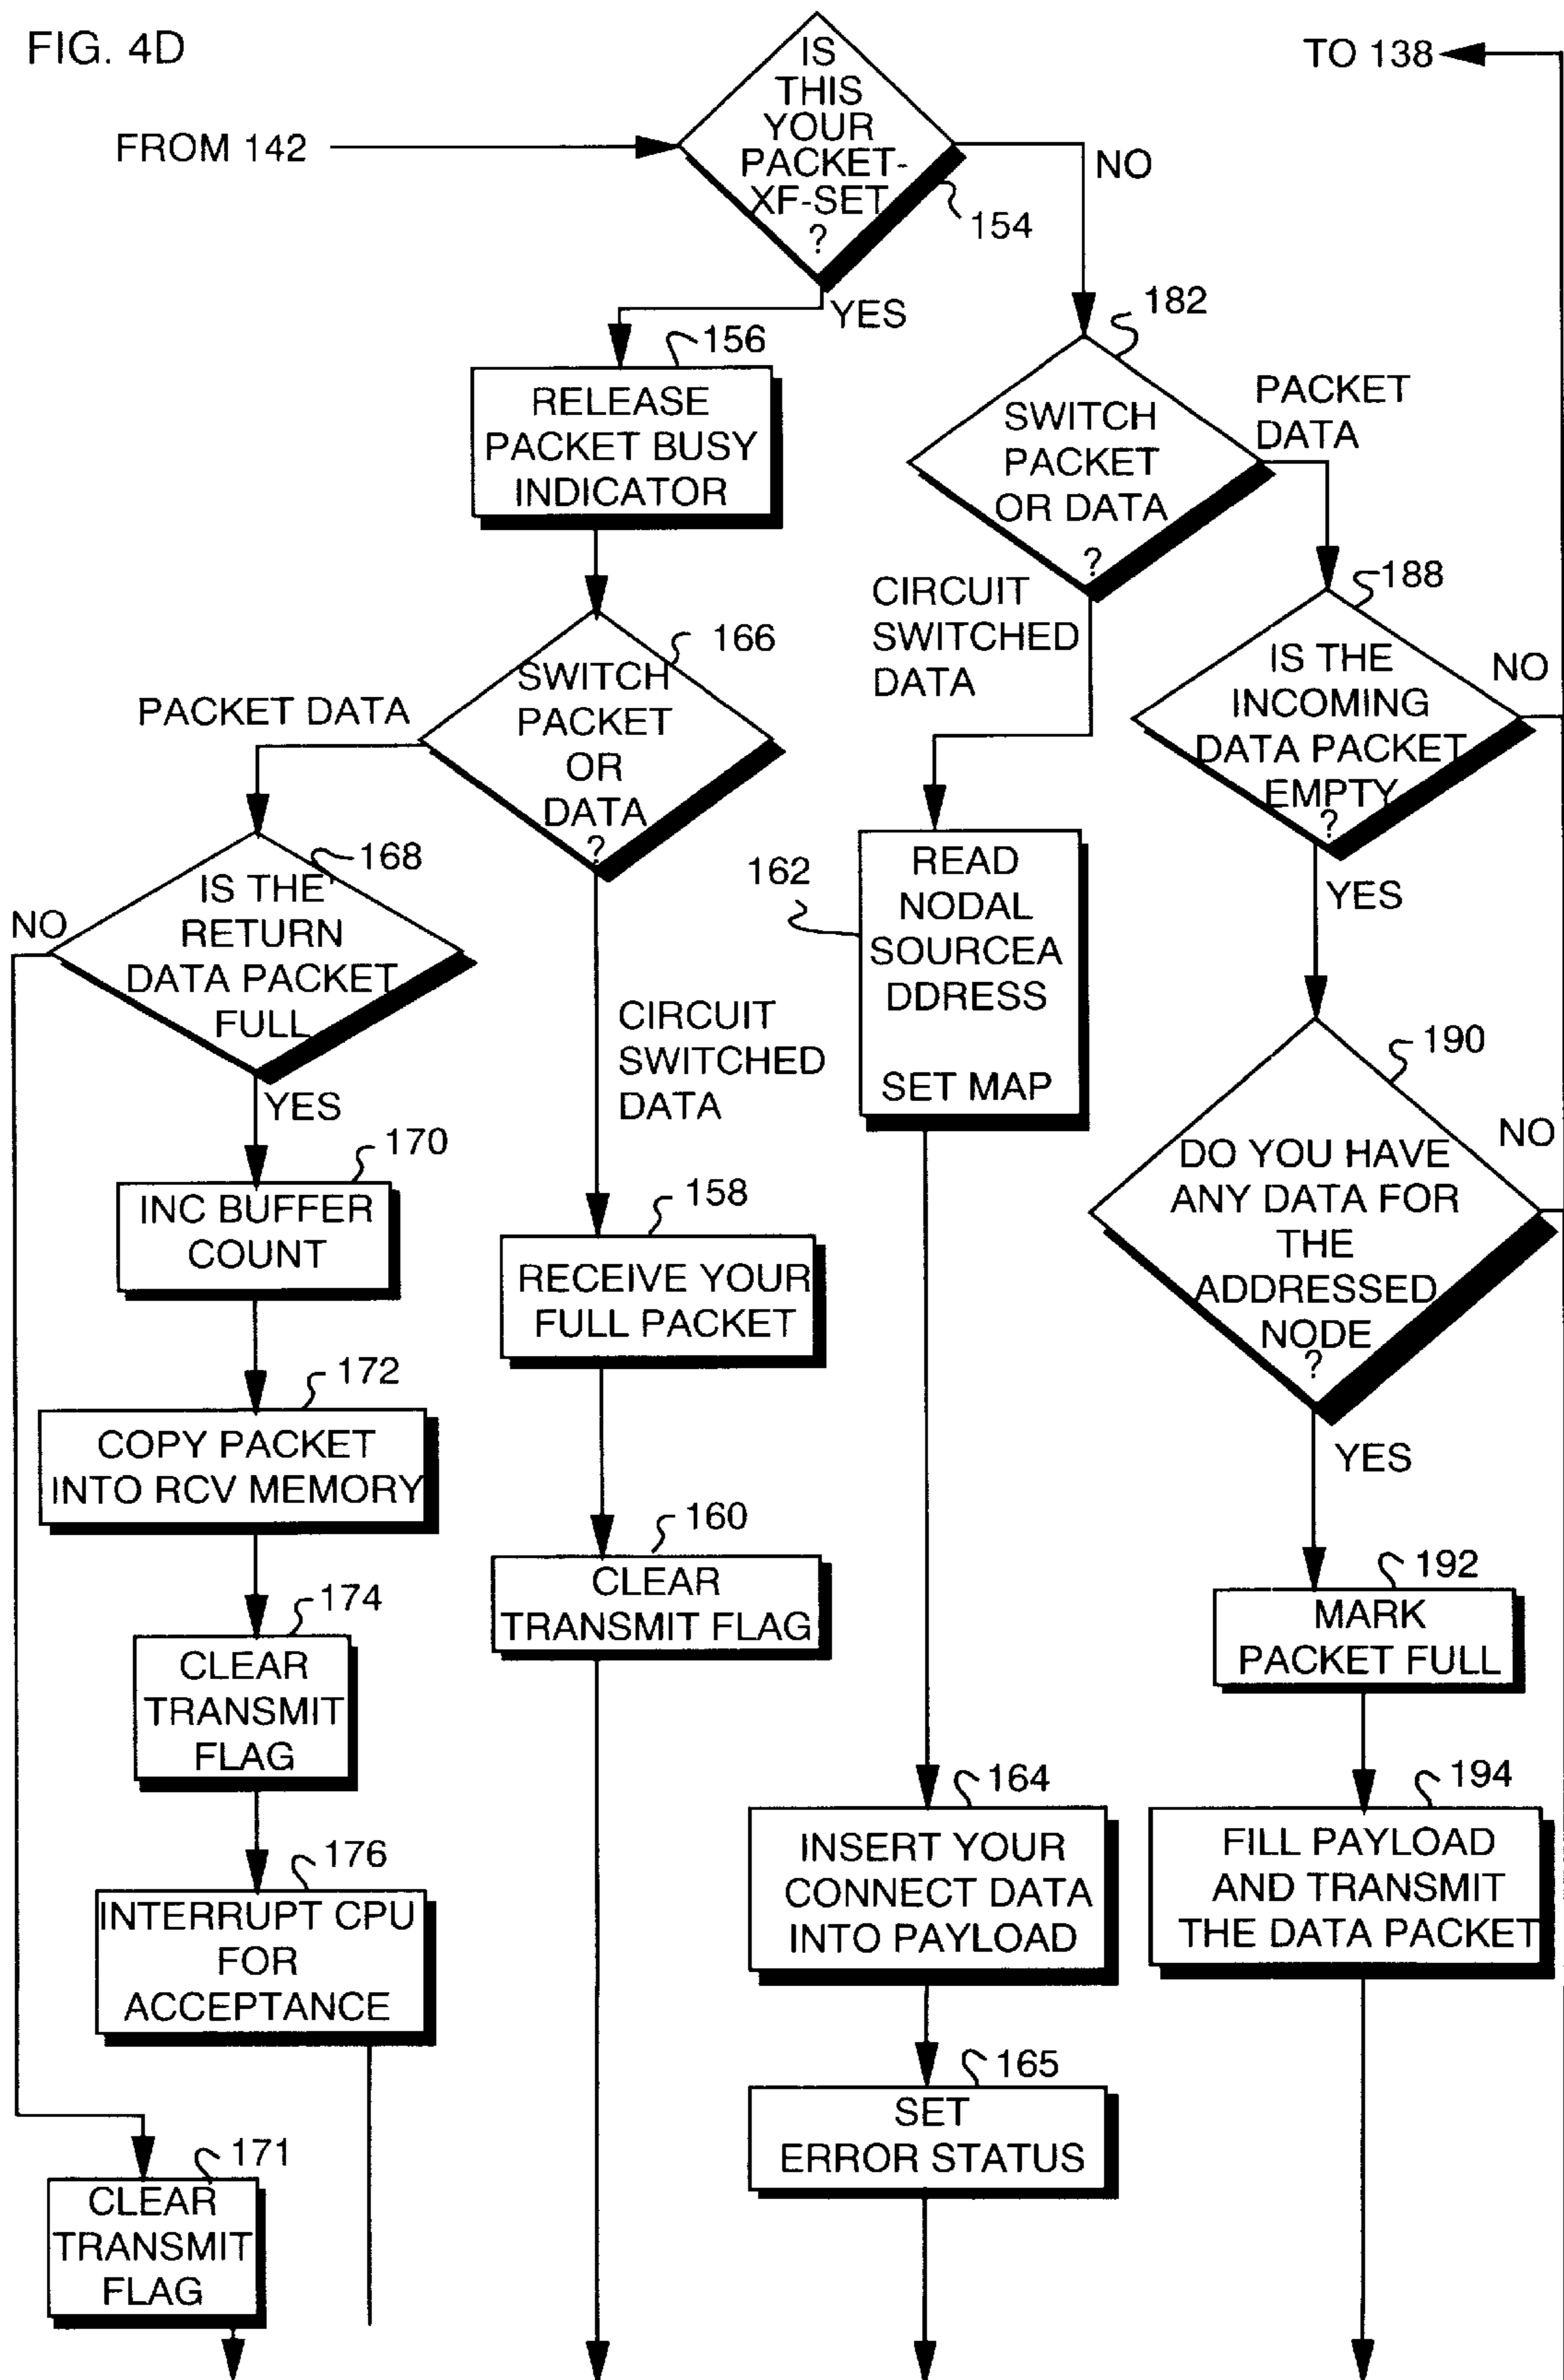 FIG. 4D
TO 138
FROM 142
IS
THIS
YOUR
PACKET-
XF-SET
?
154
NO
YES
156
RELEASE
PACKET BUSY
INDICATOR
182
SWITCH
PACKET
OR DATA
?
PACKET
DATA
CIRCUIT
SWITCHED
DATA
166
SWITCH
PACKET
OR
DATA
?
PACKET DATA
188
IS THE
INCOMING
DATA PACKET
EMPTY
?
NO
YES
168
IS THE
RETURN
DATA PACKET
FULL
NO
YES
CIRCUIT
SWITCHED
DATA
162
READ
NODAL
SOURCEA
DDRESS
SET MAP
190
DO YOU HAVE
ANY DATA FOR
THE
ADDRESSED
NODE
?
NO
YES
170
INC BUFFER
COUNT
158
RECEIVE YOUR
FULL PACKET
172
COPY PACKET
INTO RCV MEMORY
160
CLEAR
TRANSMIT FLAG
192
MARK
PACKET FULL
174
CLEAR
TRANSMIT
FLAG
164
INSERT YOUR
CONNECT DATA
INTO PAYLOAD
194
FILL PAYLOAD
AND TRANSMIT
THE DATA PACKET
176
INTERRUPT CPU
FOR
ACCEPTANCE
165
SET
ERROR STATUS
171
CLEAR
TRANSMIT
FLAG